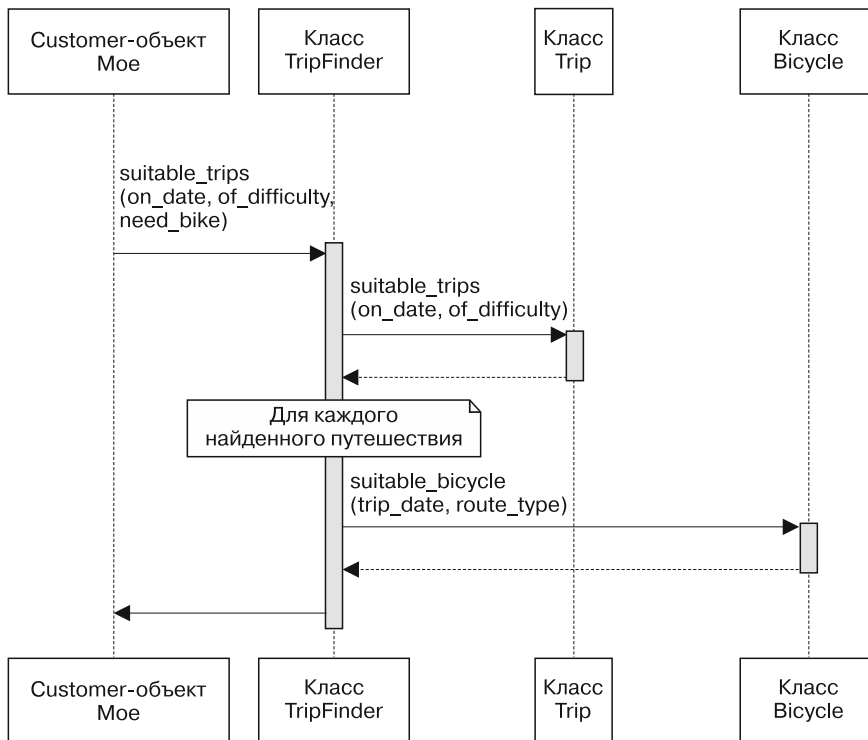 Customer-объект
Moe
Класс
TripFinder
Класс
Trip
Класс
Bicycle
suitable_trips
(on_date, of_difficulty,
need_bike)
suitable_trips
(on_date, of_difficulty)
Для каждого
найденного путешествия
suitable_bicycle
(trip_date, route_type)
Customer-объект
Moe
Класс
TripFinder
Класс
Trip
Класс
Bicycle